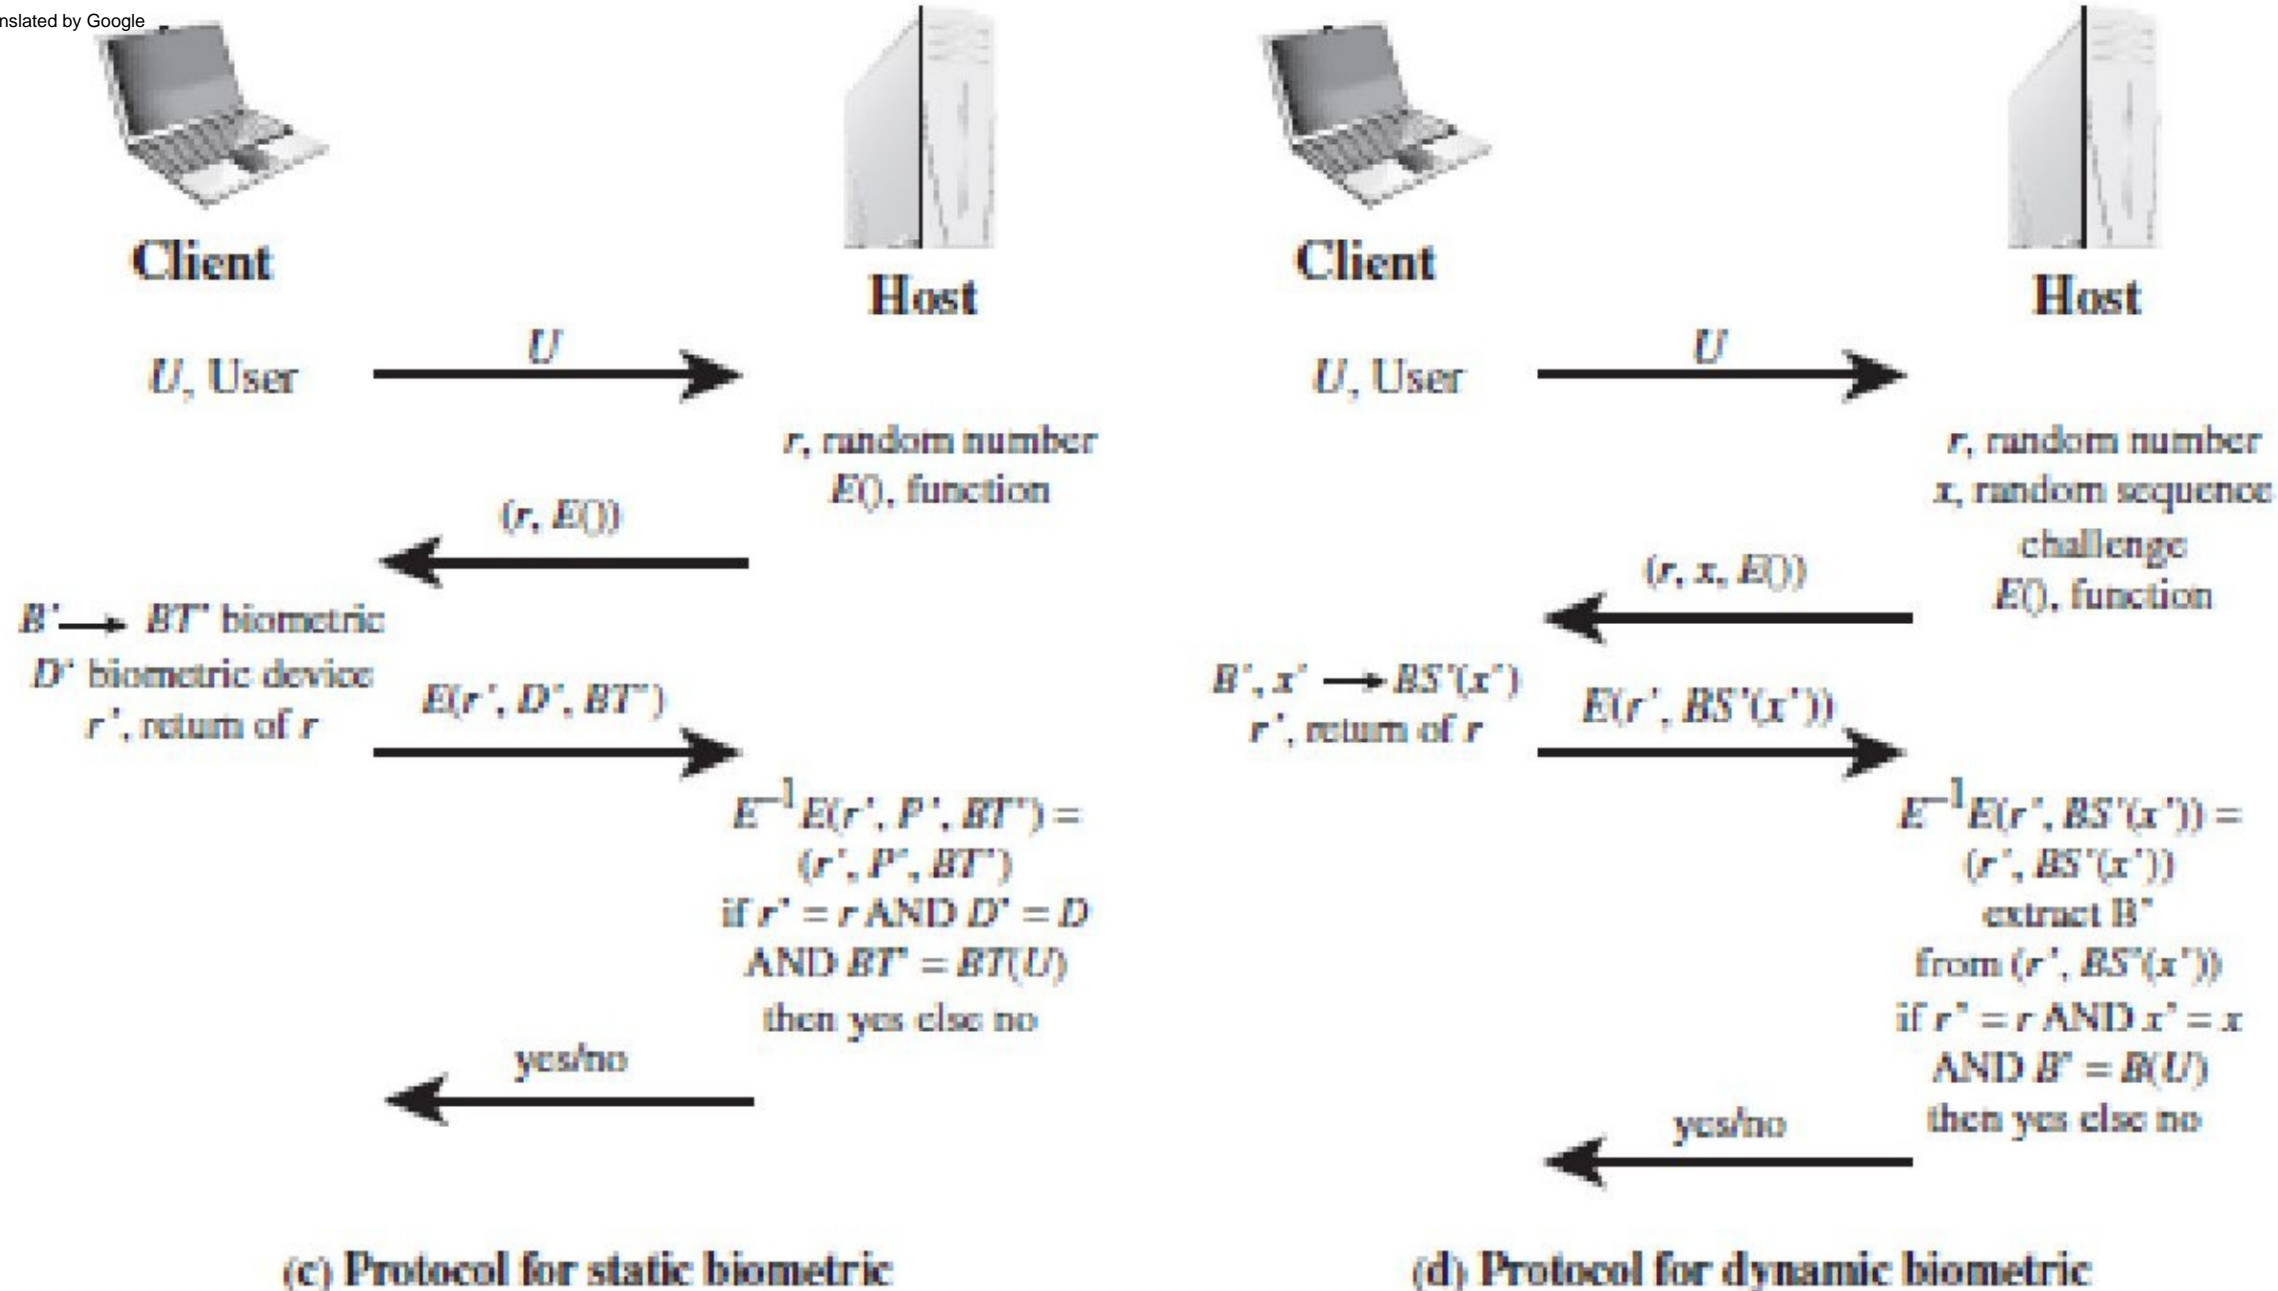 nslated by Google
Client
Host
U, User
U
r, random number
E(), function
(r, E())
B' → BT' biometric
D' biometric device
r', return of r
E(r', D', BT')
E⁻¹E(r', P', BT') =
(r', P', BT')
if r' = r AND D' = D
AND BT' = BT(U)
then yes else no
yes/no
(c) Protocol for static biometric
Client
Host
U, User
U
r, random number
x, random sequence
challenge
E(), function
(r, x, E())
B', x' → BS'(x')
r', return of r
E(r', BS'(x'))
E⁻¹E(r', BS'(x')) =
(r', BS'(x'))
extract B'
from (r', BS'(x'))
if r' = r AND x' = x
AND B' = B(U)
then yes else no
yes/no
(d) Protocol for dynamic biometric